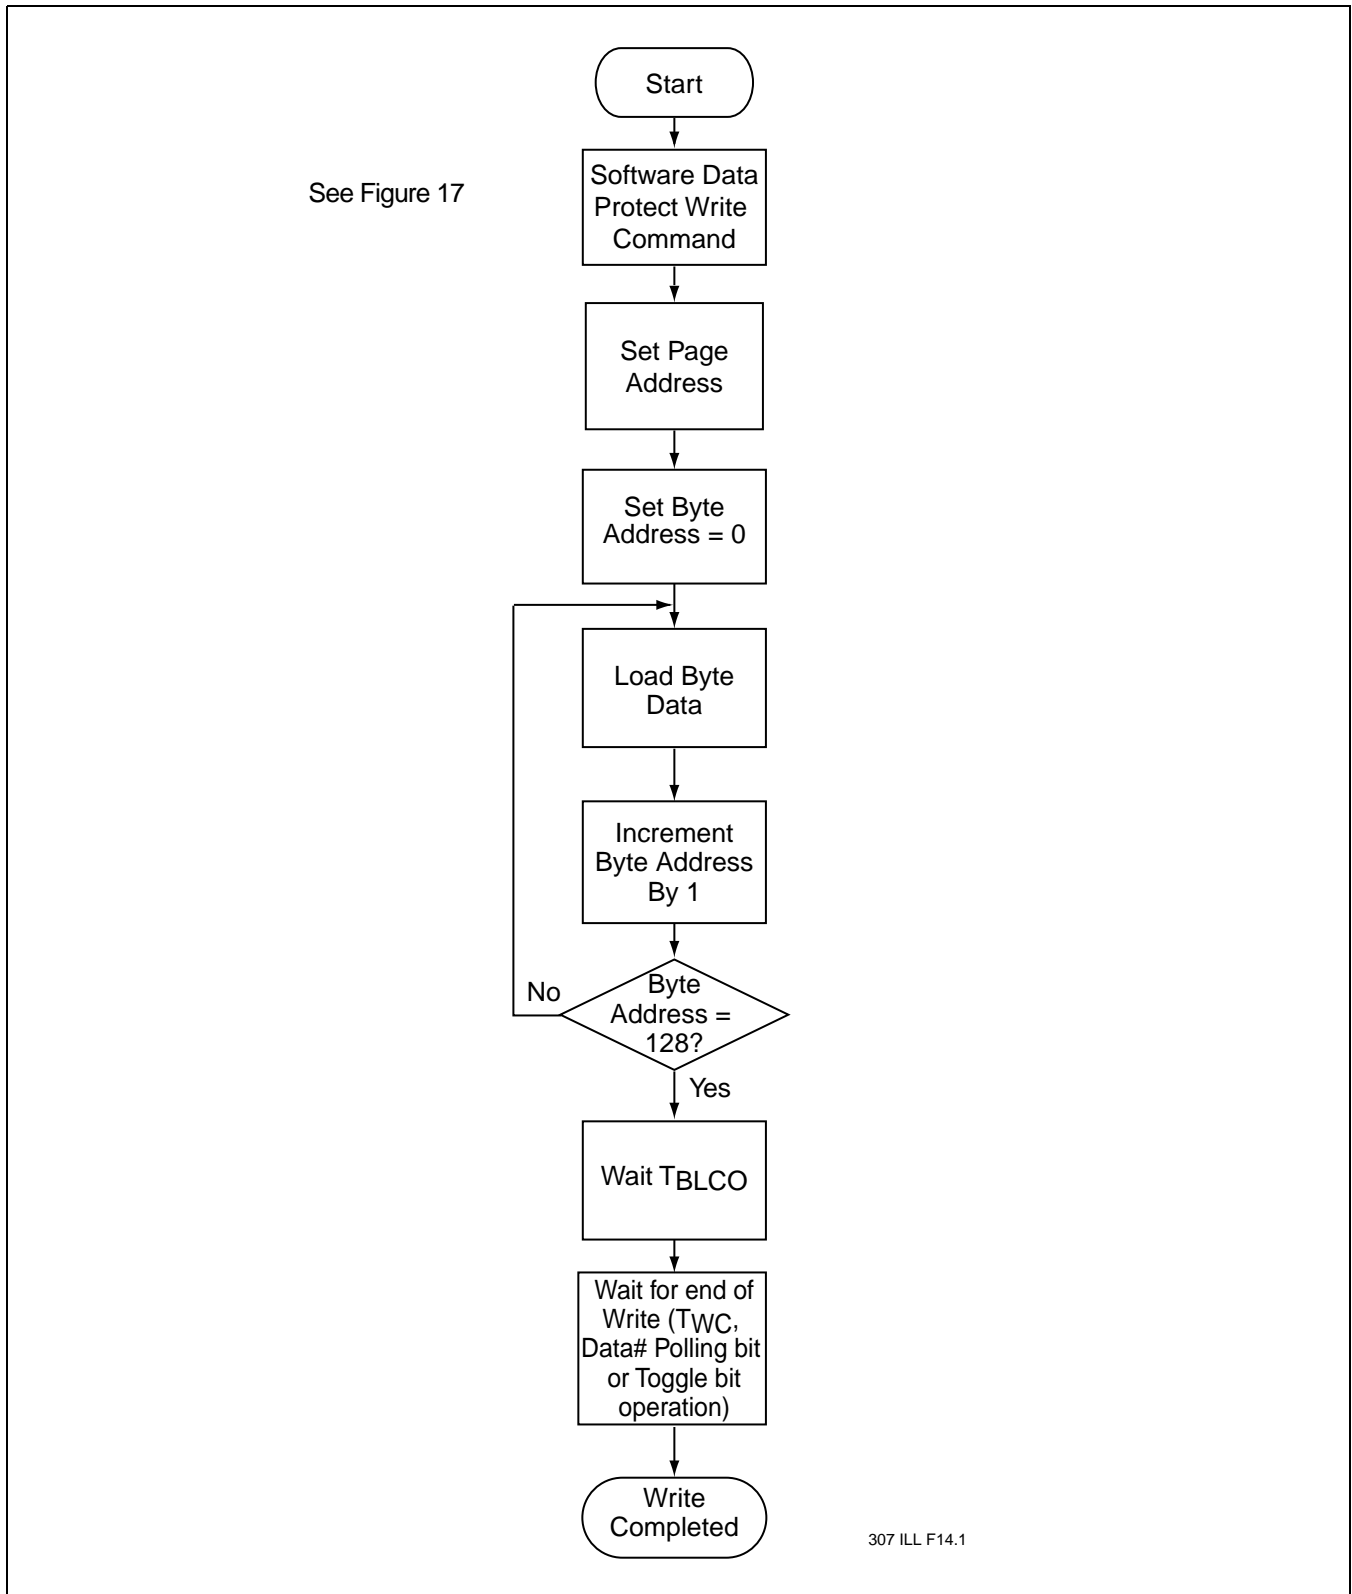 Start
See Figure 17
Software Data
Protect Write
Command
Set Page
Address
Set Byte
Address = 0
Load Byte
Data
Increment
Byte Address
By 1
No
Byte
Address =
128?
Yes
Wait TBLCO
Wait for end of
Write (TWC,
Data# Polling bit
or Toggle bit
operation)
Write
Completed
307 ILL F14.1